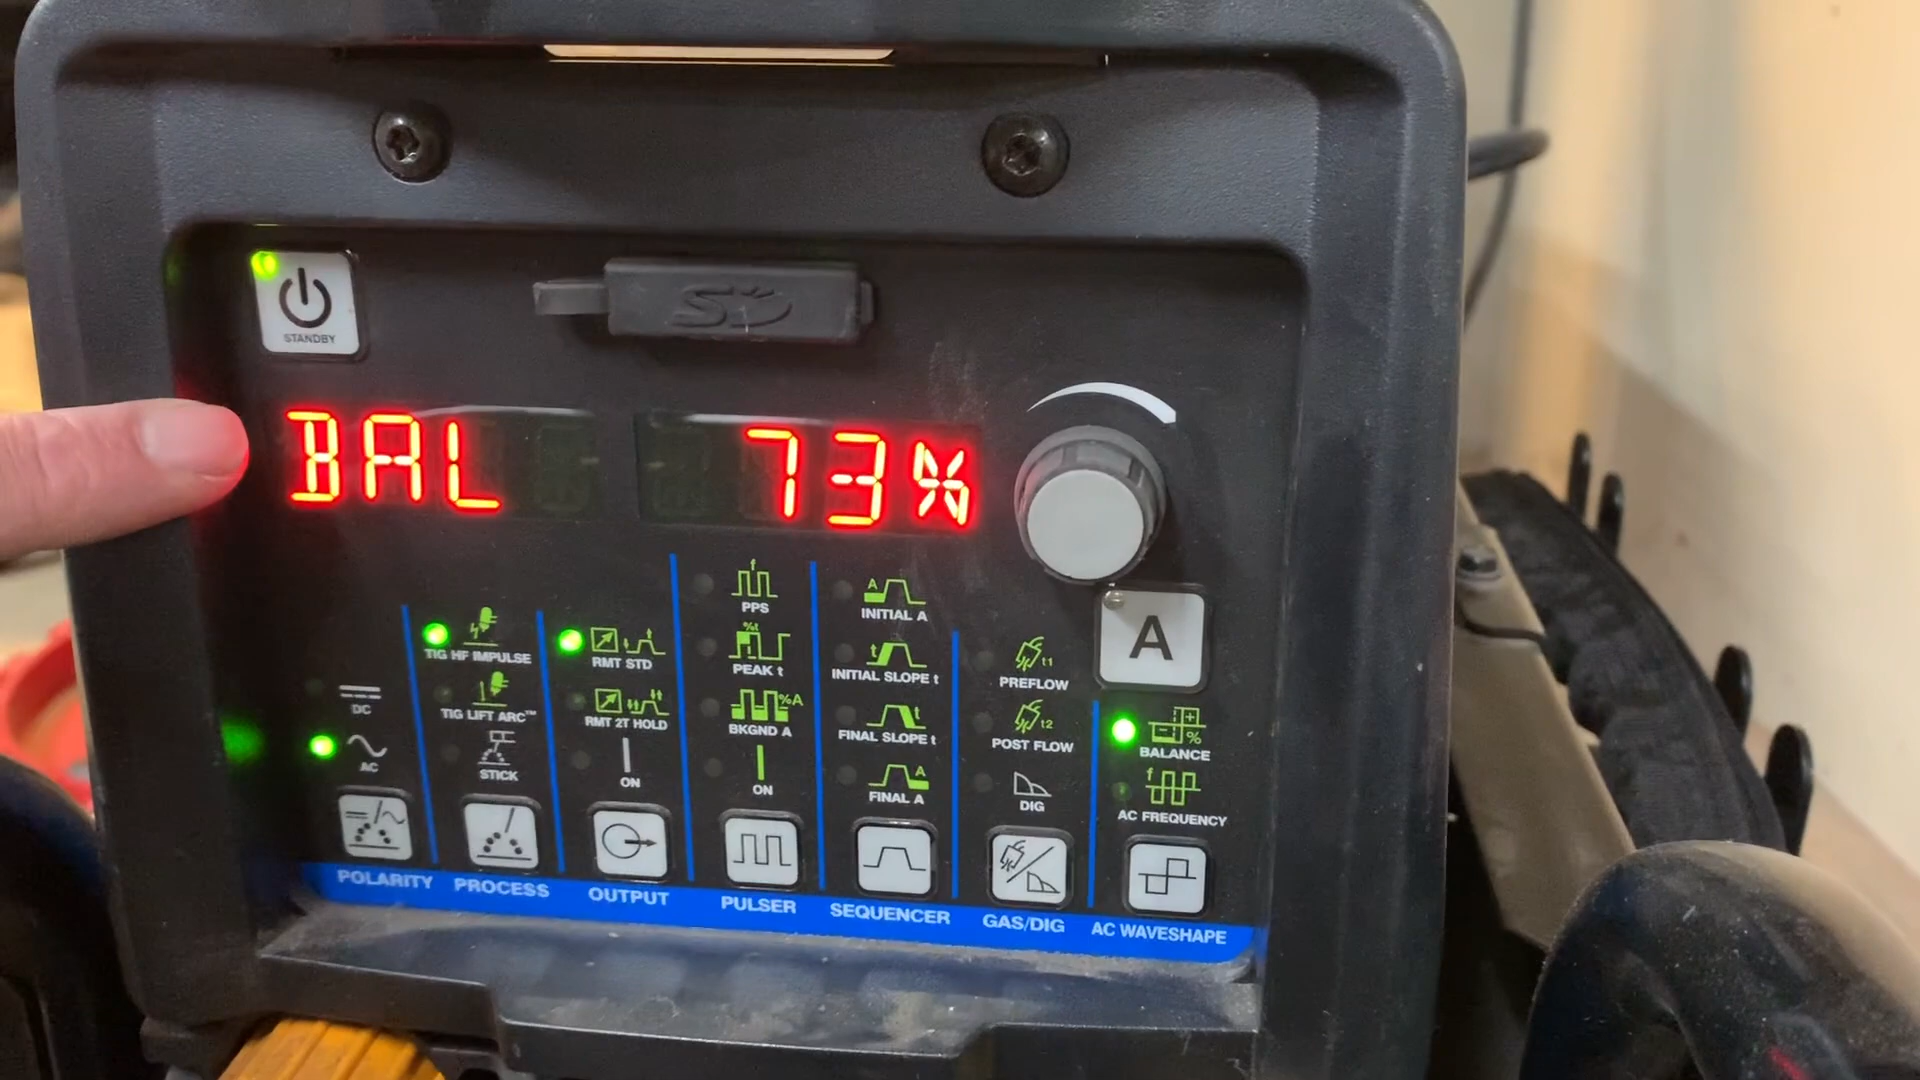 STANDBY
SD
BAL 73%
A
DC
AC
POLARITY
TIG HF IMPULSE
TIG LIFT ARC™
STICK
PROCESS
RMT STD
RMT 2T HOLD
ON
OUTPUT
f
PPS
%t
PEAK t
%A
BKGND A
ON
PULSER
A
INITIAL A
t
INITIAL SLOPE t
t
FINAL SLOPE t
A
FINAL A
SEQUENCER
t1
PREFLOW
t2
POST FLOW
DIG
GAS/DIG
+
- %
BALANCE
f
AC FREQUENCY
AC WAVESHAPE